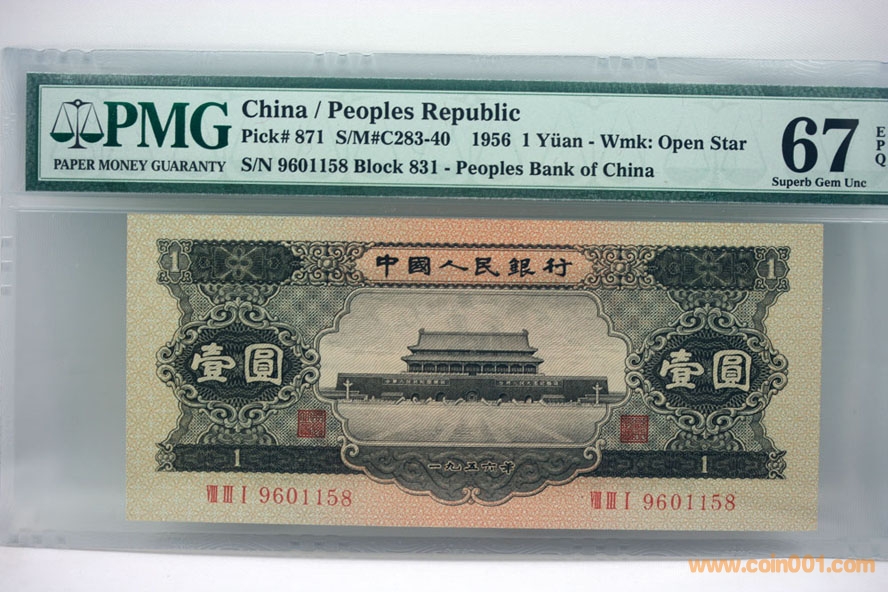 PMG
PAPER MONEY GUARANTY
China / Peoples Republic
Pick# 871 S/M#C283-40 1956 1 Yüan - Wmk: Open Star
S/N 9601158 Block 831 - Peoples Bank of China
67
EPQ
Superb Gem Unc
1
中國人民銀行
1
壹圓
壹圓
1
一九五六年
1
VIII III I 9601158
VIII III I 9601158
www.coin001.com